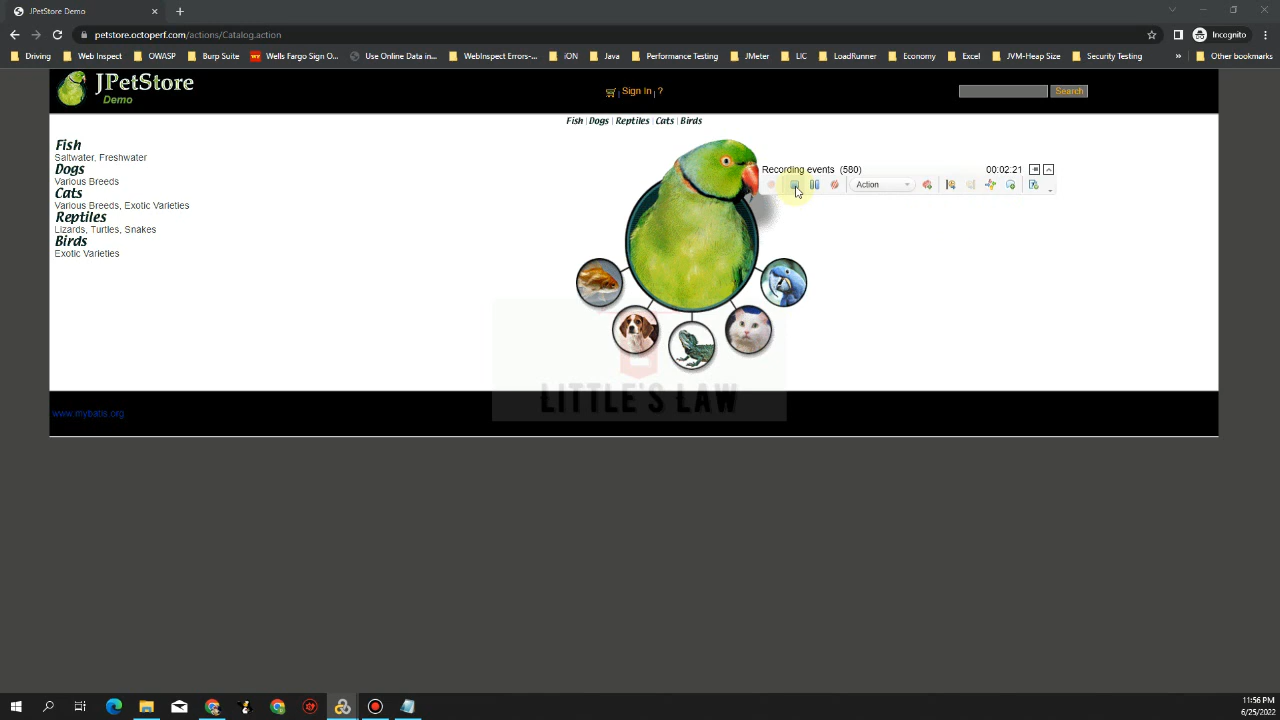 JPetStore Demo
petstore.octoperf.com/actions/Catalog.action
Incognito
Driving
Web Inspect
OWASP
Burp Suite
Wells Fargo Sign O...
Use Online Data in...
WebInspect Errors-...
iON
Java
Performance Testing
JMeter
LIC
LoadRunner
Economy
Excel
JVM-Heap Size
Security Testing
»
Other bookmarks
JPetStore
Demo
Sign In | ?
Search
Fish | Dogs | Reptiles | Cats | Birds
Fish
Saltwater, Freshwater
Dogs
Various Breeds
Cats
Various Breeds, Exotic Varieties
Reptiles
Lizards, Turtles, Snakes
Birds
Exotic Varieties
Recording events (580)
00:02:21
Action
LITTLE'S LAW
www.mybatis.org
11:56 PM
6/25/2022